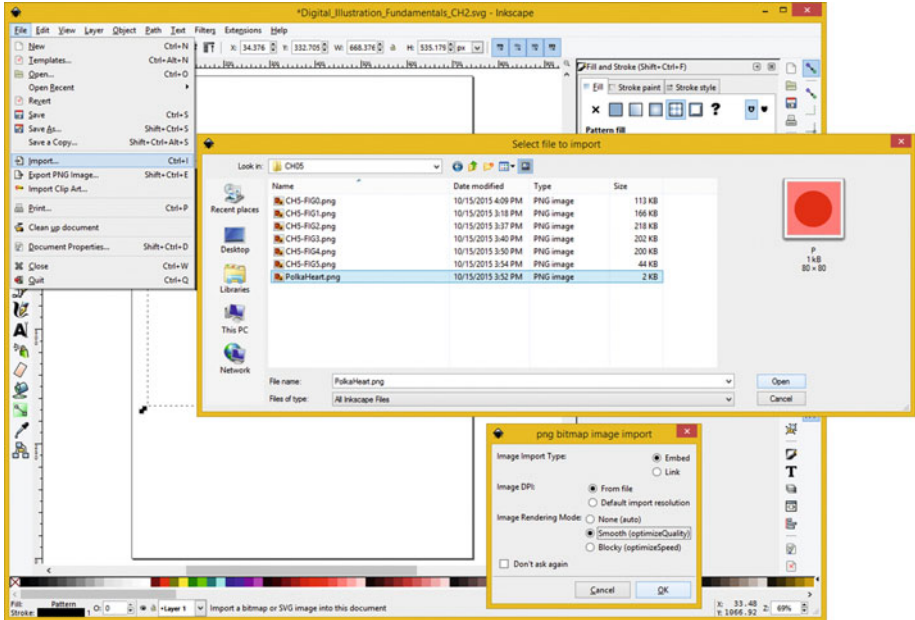 *Digital_Illustration_Fundamentals_CH2.svg - Inkscape
File Edit View Layer Object Path Text Filters Extensions Help
X: 34.376 Y: 332.705 W: 668.376 H: 535.179 px
New Ctrl+N
Templates... Ctrl+Alt+N
Open... Ctrl+O
Open Recent
Revert
Save Ctrl+S
Save As... Shift+Ctrl+S
Save a Copy... Shift+Ctrl+Alt+S
Import... Ctrl+I
Export PNG Image... Shift+Ctrl+E
Import Clip Art...
Print... Ctrl+P
Clean up document
Document Properties... Shift+Ctrl+D
Close Ctrl+W
Quit Ctrl+Q
Fill and Stroke (Shift+Ctrl+F)
Fill Stroke paint Stroke style
Pattern fill
Select file to import
Look in: CH05
Recent places
Desktop
Libraries
This PC
Network
Name Date modified Type Size
CH5-FIG0.png 10/15/2015 4:09 PM PNG image 113 KB
CH5-FIG1.png 10/15/2015 3:18 PM PNG image 166 KB
CH5-FIG2.png 10/15/2015 3:37 PM PNG image 218 KB
CH5-FIG3.png 10/15/2015 3:40 PM PNG image 202 KB
CH5-FIG4.png 10/15/2015 3:50 PM PNG image 200 KB
CH5-FIG5.png 10/15/2015 3:54 PM PNG image 44 KB
PolkaHeart.png 10/15/2015 3:52 PM PNG image 2 KB
P
1 kB
80 × 80
File name: PolkaHeart.png Open
Files of type: All Inkscape Files Cancel
png bitmap image import
Image Import Type: Embed
Link
Image DPI: From file
Default import resolution
Image Rendering Mode: None (auto)
Smooth (optimizeQuality)
Blocky (optimizeSpeed)
Don't ask again
Cancel OK
Fill: Pattern
Stroke: 1 O: 0 Layer 1 Import a bitmap or SVG image into this document
X: 33.48
Y: 1066.92 Z: 69%